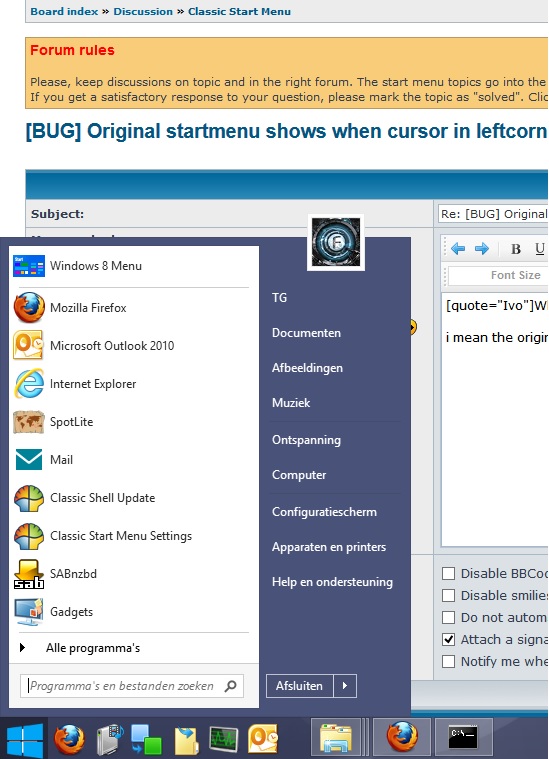 Board index » Discussion » Classic Start Menu
Forum rules
Please, keep discussions on topic and in the right forum. The start menu topics go into the
If you get a satisfactory response to your question, please mark the topic as "solved". Clic
[BUG] Original startmenu shows when cursor in leftcorn
Subject:
Re: [BUG] Original
B U
Font Size
[quote="Ivo"]W
i mean the origin
Start
Windows 8 Menu
Mozilla Firefox
Microsoft Outlook 2010
Internet Explorer
SpotLite
Mail
Classic Shell Update
Classic Start Menu Settings
sab
SABnzbd
Gadgets
Alle programma's
Programma's en bestanden zoeken
TG
Documenten
Afbeeldingen
Muziek
Ontspanning
Computer
Configuratiescherm
Apparaten en printers
Help en ondersteuning
Afsluiten
Disable BBCod
Disable smilies
Do not autom
Attach a signa
Notify me whe
C:\_